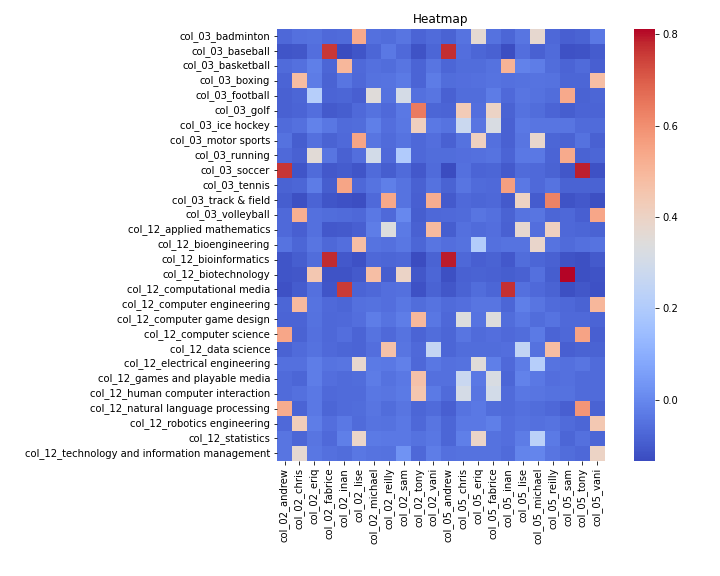 Heatmap
col_03_badminton
col_03_baseball
col_03_basketball
col_03_boxing
col_03_football
col_03_golf
col_03_ice hockey
col_03_motor sports
col_03_running
col_03_soccer
col_03_tennis
col_03_track & field
col_03_volleyball
col_12_applied mathematics
col_12_bioengineering
col_12_bioinformatics
col_12_biotechnology
col_12_computational media
col_12_computer engineering
col_12_computer game design
col_12_computer science
col_12_data science
col_12_electrical engineering
col_12_games and playable media
col_12_human computer interaction
col_12_natural language processing
col_12_robotics engineering
col_12_statistics
col_12_technology and information management
col_02_andrew
col_02_chris
col_02_eriq
col_02_fabrice
col_02_inan
col_02_lise
col_02_michael
col_02_reilly
col_02_sam
col_02_tony
col_02_vani
col_05_andrew
col_05_chris
col_05_eriq
col_05_fabrice
col_05_inan
col_05_lise
col_05_michael
col_05_reilly
col_05_sam
col_05_tony
col_05_vani
0.8
0.6
0.4
0.2
0.0